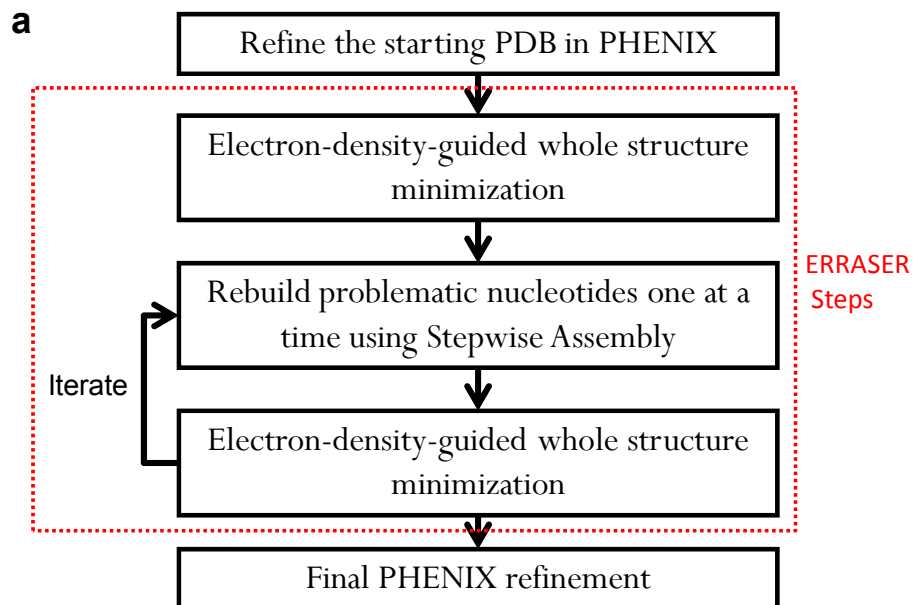 a
Refine the starting PDB in PHENIX
Electron-density-guided whole structure
minimization
Rebuild problematic nucleotides one at a
time using Stepwise Assembly
ERRASER
Steps
Iterate
Electron-density-guided whole structure
minimization
Final PHENIX refinement